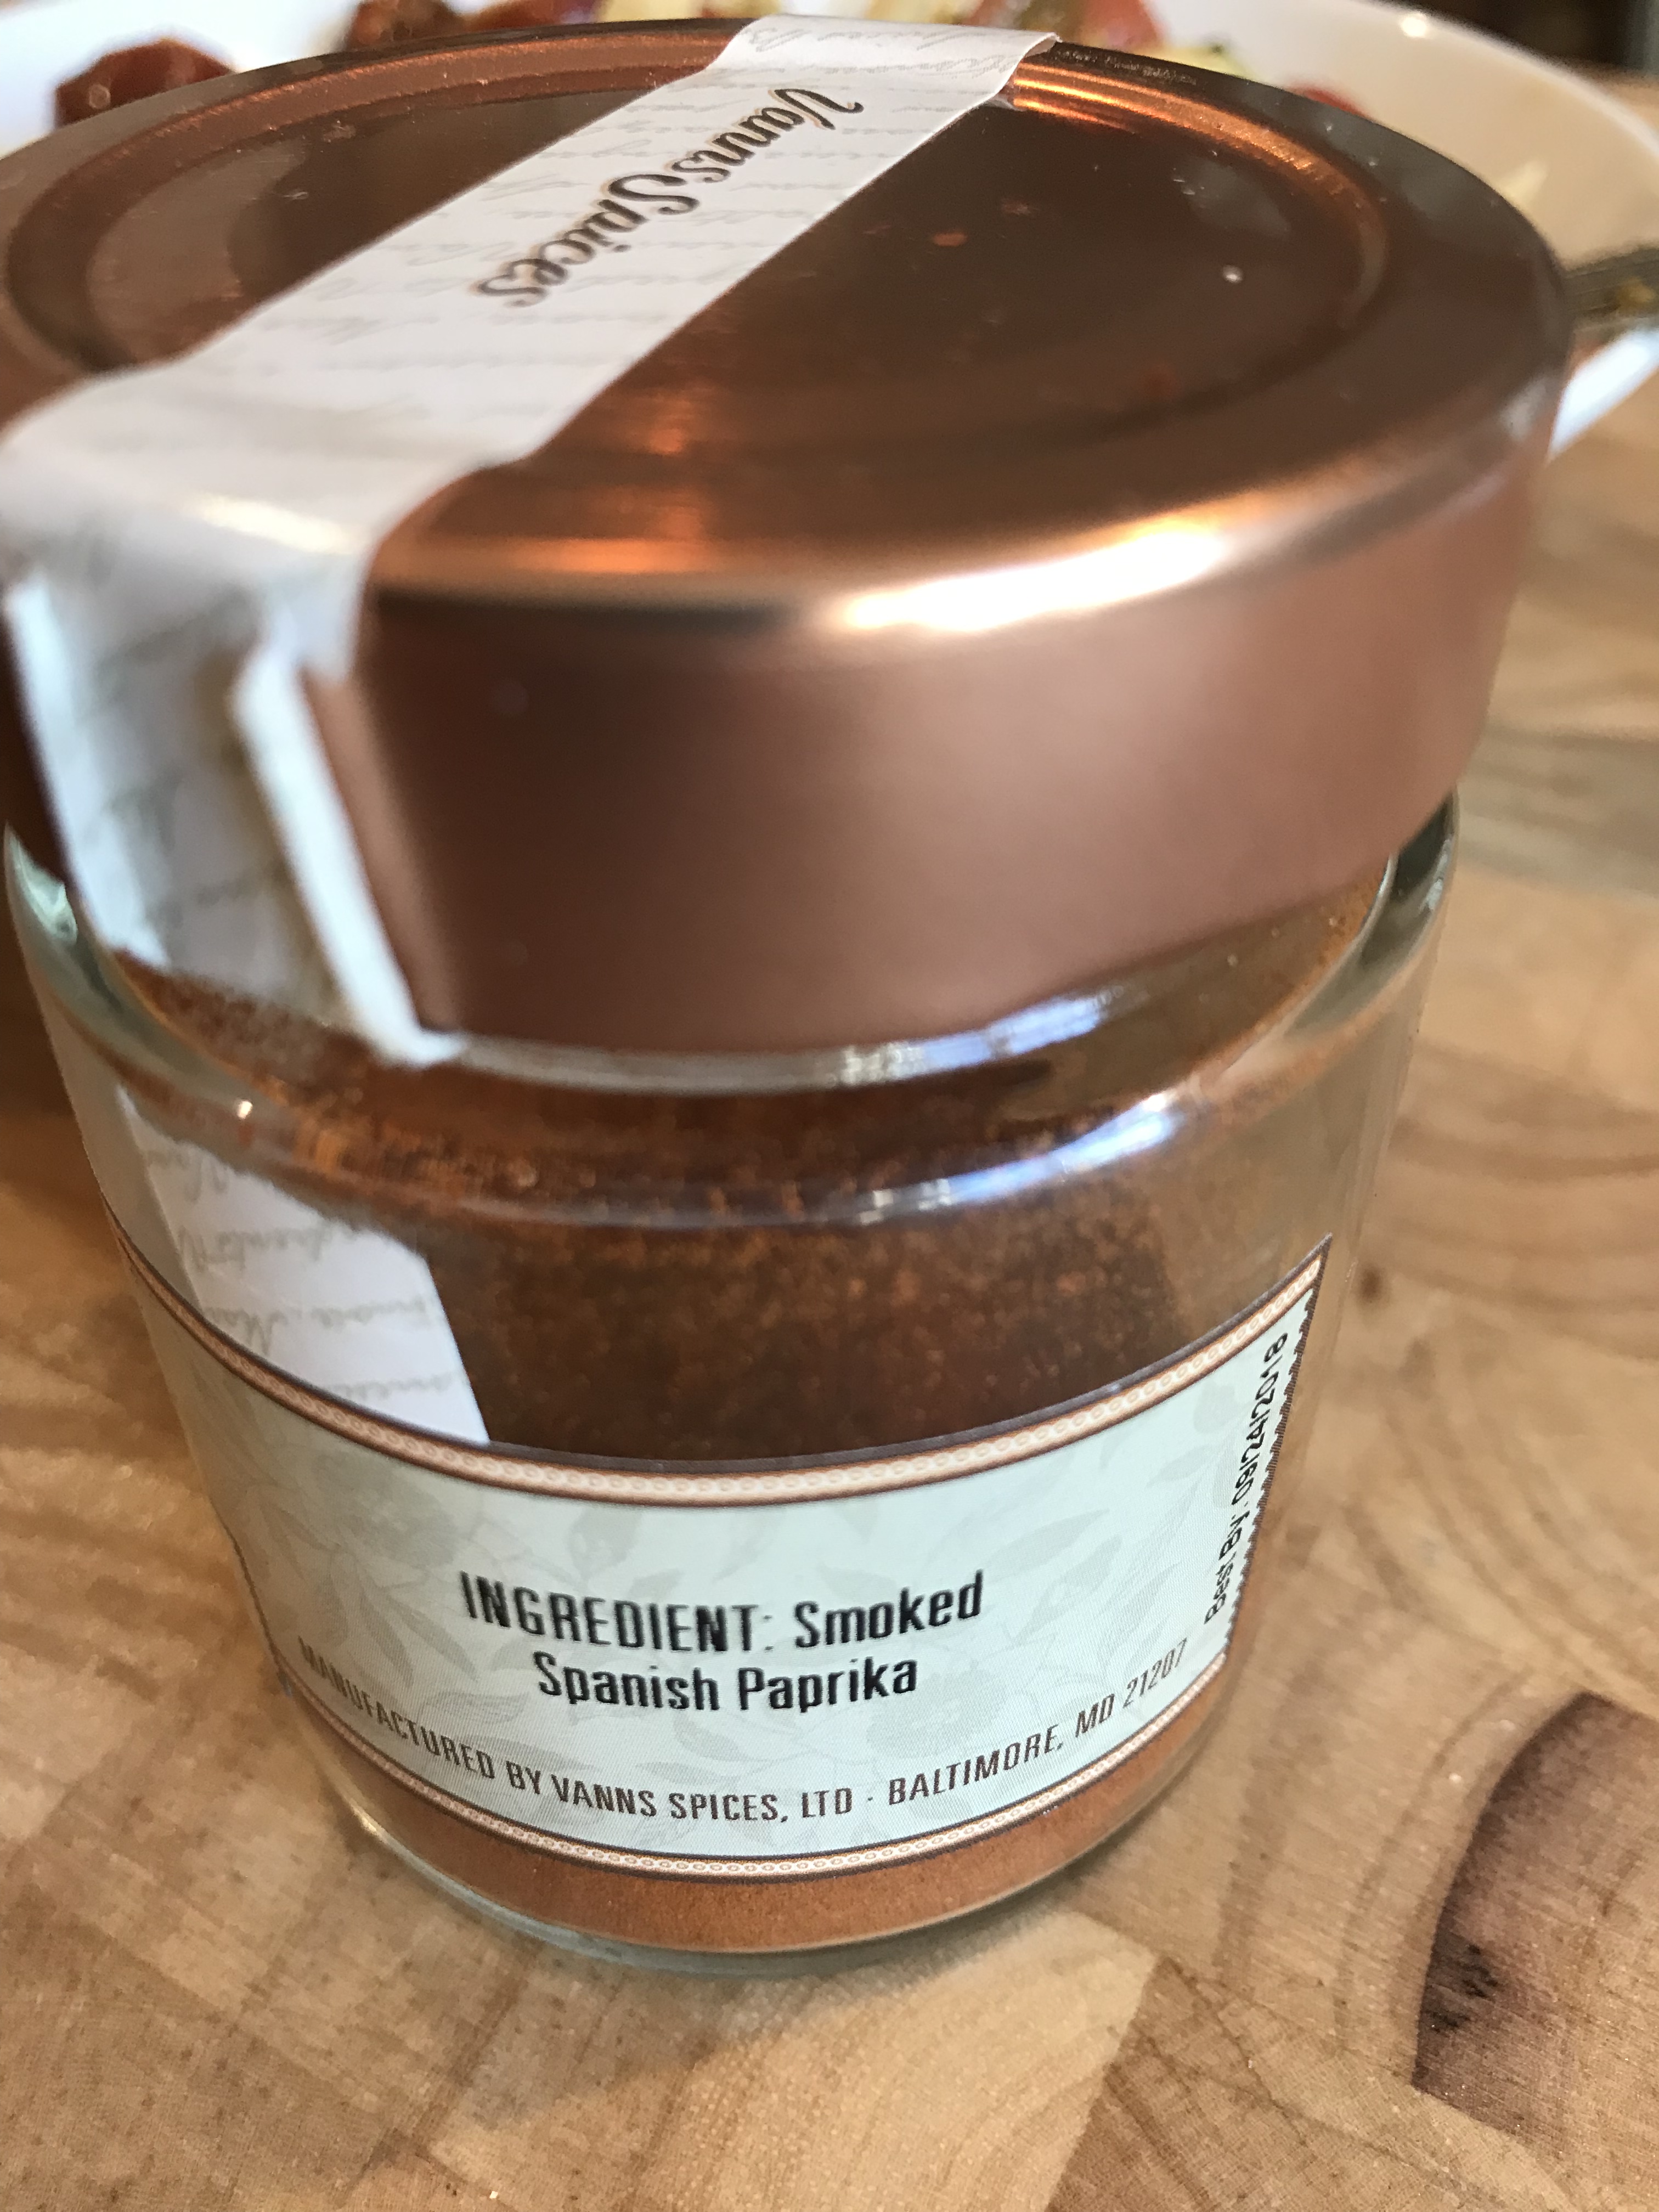 Vanns Spices
INGREDIENT: Smoked
Spanish Paprika
MANUFACTURED BY VANNS SPICES, LTD · BALTIMORE, MD 21207
Best By: 09/24/2018